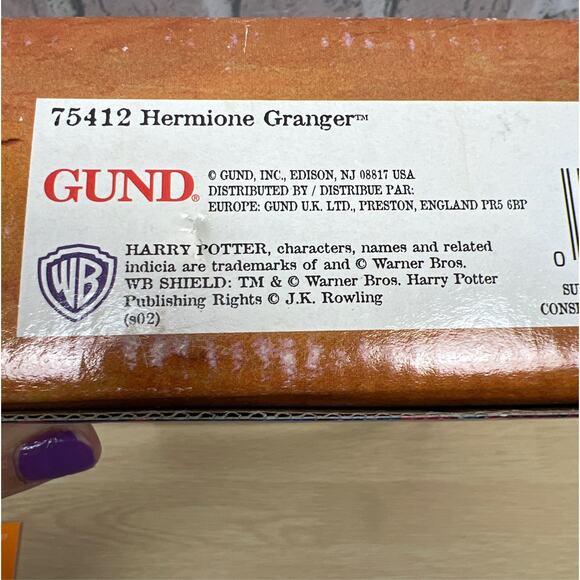 75412 Hermione Granger™
GUND®
© GUND, INC., EDISON, NJ 08817 USA
DISTRIBUTED BY / DISTRIBUE PAR:
EUROPE: GUND U.K. LTD., PRESTON, ENGLAND PR5 6BP
WB
HARRY POTTER, characters, names and related
indicia are trademarks of and © Warner Bros.
WB SHIELD: TM & © Warner Bros. Harry Potter
Publishing Rights © J.K. Rowling
(s02)
0